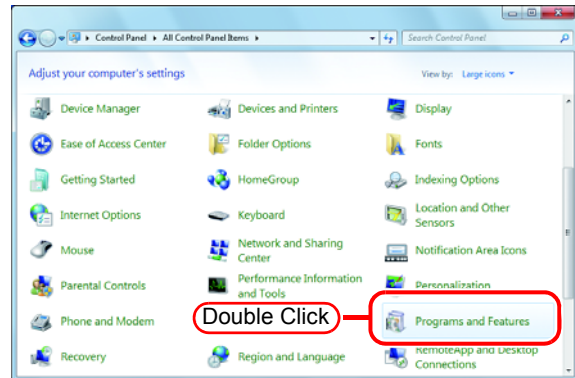 Control Panel All Control Panel Items Search Control Panel
Adjust your computer's settings View by: Large icons
Device Manager Devices and Printers Display
Ease of Access Center Folder Options Fonts
Getting Started HomeGroup Indexing Options
Internet Options Keyboard Location and Other Sensors
Mouse Network and Sharing Center Notification Area Icons
Parental Controls Performance Information and Tools Personalization
Double Click
Phone and Modem Programs and Features
Recovery Region and Language RemoteApp and Desktop Connections